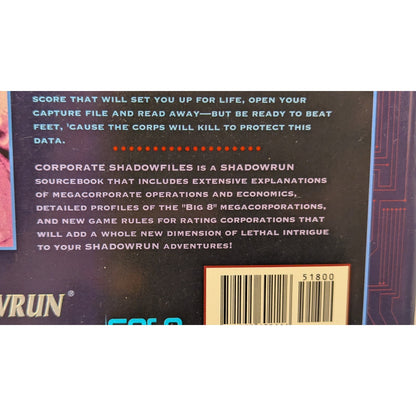 SCORE THAT WILL SET YOU UP FOR LIFE, OPEN YOUR
CAPTURE FILE AND READ AWAY—BUT BE READY TO BEAT
FEET, 'CAUSE THE CORPS WILL KILL TO PROTECT THIS
DATA.
CORPORATE SHADOWFILES IS A SHADOWRUN
SOURCEBOOK THAT INCLUDES EXTENSIVE EXPLANATIONS
OF MEGACORPORATE OPERATIONS AND ECONOMICS,
DETAILED PROFILES OF THE "BIG 8" MEGACORPORATIONS,
AND NEW GAME RULES FOR RATING CORPORATIONS THAT
WILL ADD A WHOLE NEW DIMENSION OF LETHAL INTRIGUE
TO YOUR SHADOWRUN ADVENTURES!
51800
OWRUN®